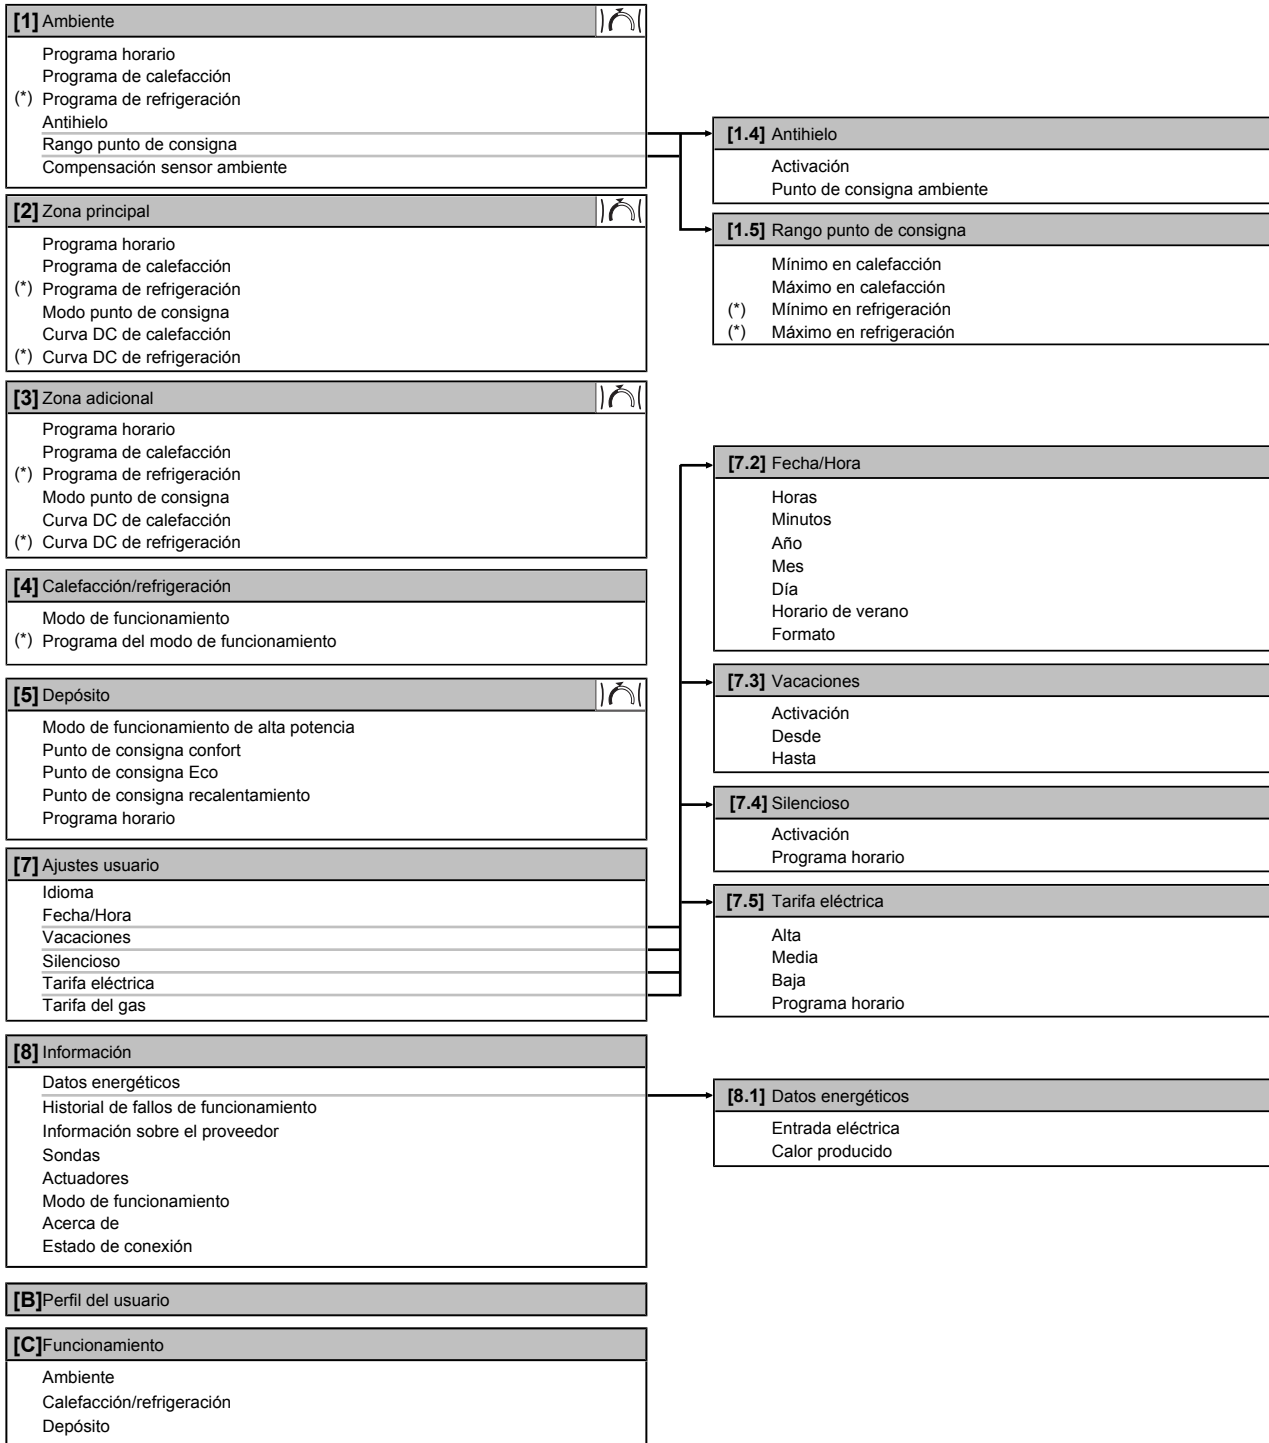 [1] Ambiente
Programa horario
Programa de calefacción
(*) Programa de refrigeración
Antihielo
Rango punto de consigna
Compensación sensor ambiente
[2] Zona principal
Programa horario
Programa de calefacción
(*) Programa de refrigeración
Modo punto de consigna
Curva DC de calefacción
(*) Curva DC de refrigeración
[3] Zona adicional
Programa horario
Programa de calefacción
(*) Programa de refrigeración
Modo punto de consigna
Curva DC de calefacción
(*) Curva DC de refrigeración
[4] Calefacción/refrigeración
Modo de funcionamiento
(*) Programa del modo de funcionamiento
[5] Depósito
Modo de funcionamiento de alta potencia
Punto de consigna confort
Punto de consigna Eco
Punto de consigna recalentamiento
Programa horario
[7] Ajustes usuario
Idioma
Fecha/Hora
Vacaciones
Silencioso
Tarifa eléctrica
Tarifa del gas
[8] Información
Datos energéticos
Historial de fallos de funcionamiento
Información sobre el proveedor
Sondas
Actuadores
Modo de funcionamiento
Acerca de
Estado de conexión
[B] Perfil del usuario
[C] Funcionamiento
Ambiente
Calefacción/refrigeración
Depósito
[1.4] Antihielo
Activación
Punto de consigna ambiente
[1.5] Rango punto de consigna
Mínimo en calefacción
Máximo en calefacción
(*) Mínimo en refrigeración
(*) Máximo en refrigeración
[7.2] Fecha/Hora
Horas
Minutos
Año
Mes
Día
Horario de verano
Formato
[7.3] Vacaciones
Activación
Desde
Hasta
[7.4] Silencioso
Activación
Programa horario
[7.5] Tarifa eléctrica
Alta
Media
Baja
Programa horario
[8.1] Datos energéticos
Entrada eléctrica
Calor producido